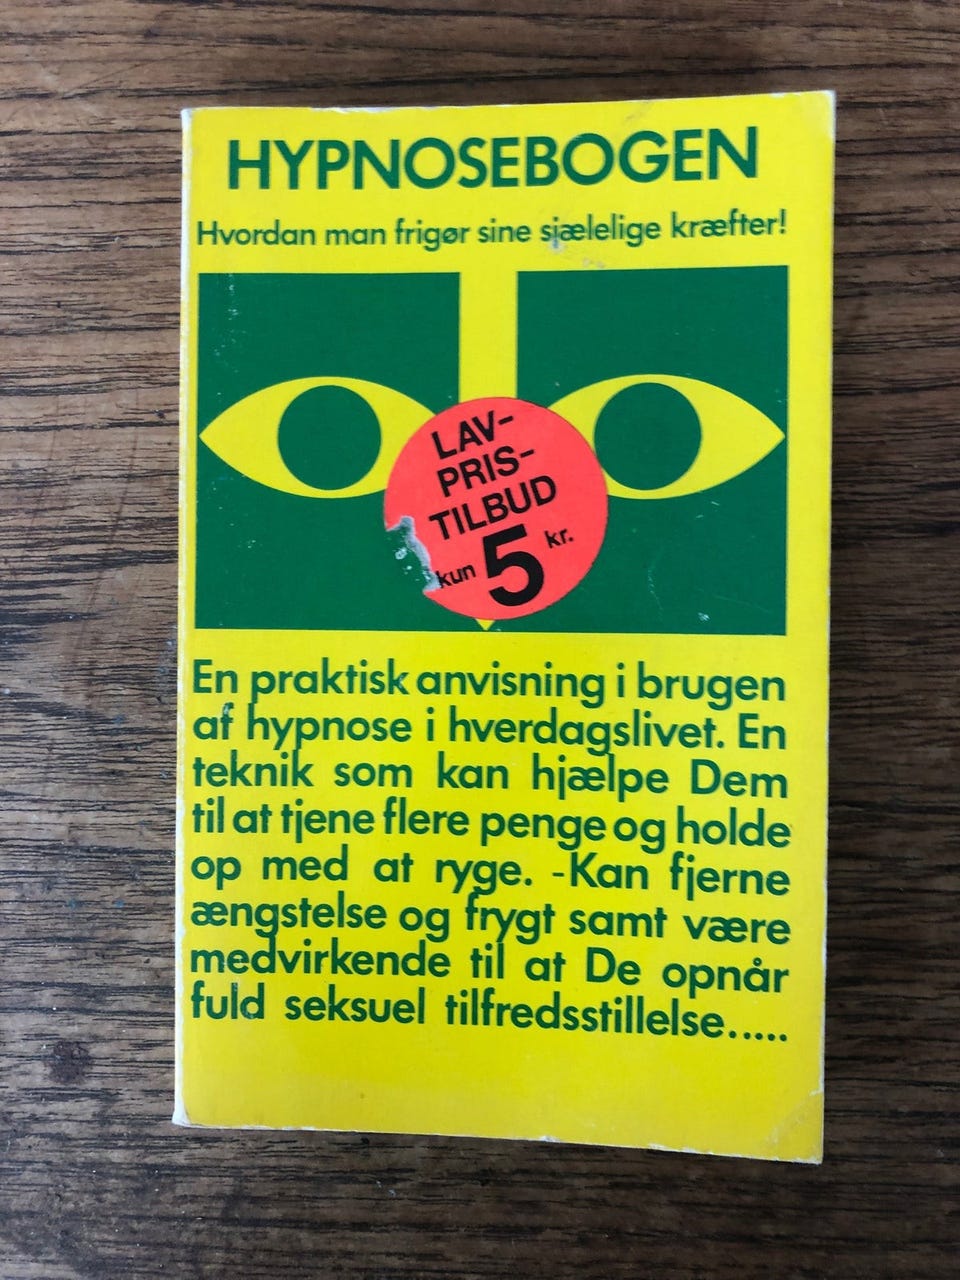 HYPNOSEBOGEN
Hvordan man frigør sine sjælelige kræfter!
LAV-
PRIS-
TILBUD
kun 5 kr.
En praktisk anvisning i brugen
af hypnose i hverdagslivet. En
teknik som kan hjælpe Dem
til at tjene flere penge og holde
op med at ryge. -Kan fjerne
ængstelse og frygt samt være
medvirkende til at De opnår
fuld seksuel tilfredsstillelse.....